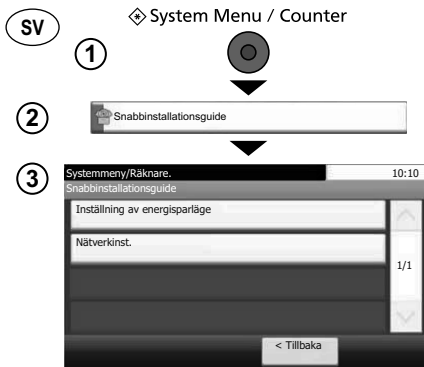 SV
System Menu / Counter
1
2
Snabbinstallationsguide
3
Systemmeny/Räknare.
10:10
Snabbinstallationsguide
Inställning av energisparläge
Nätverkinst.
1/1
< Tillbaka